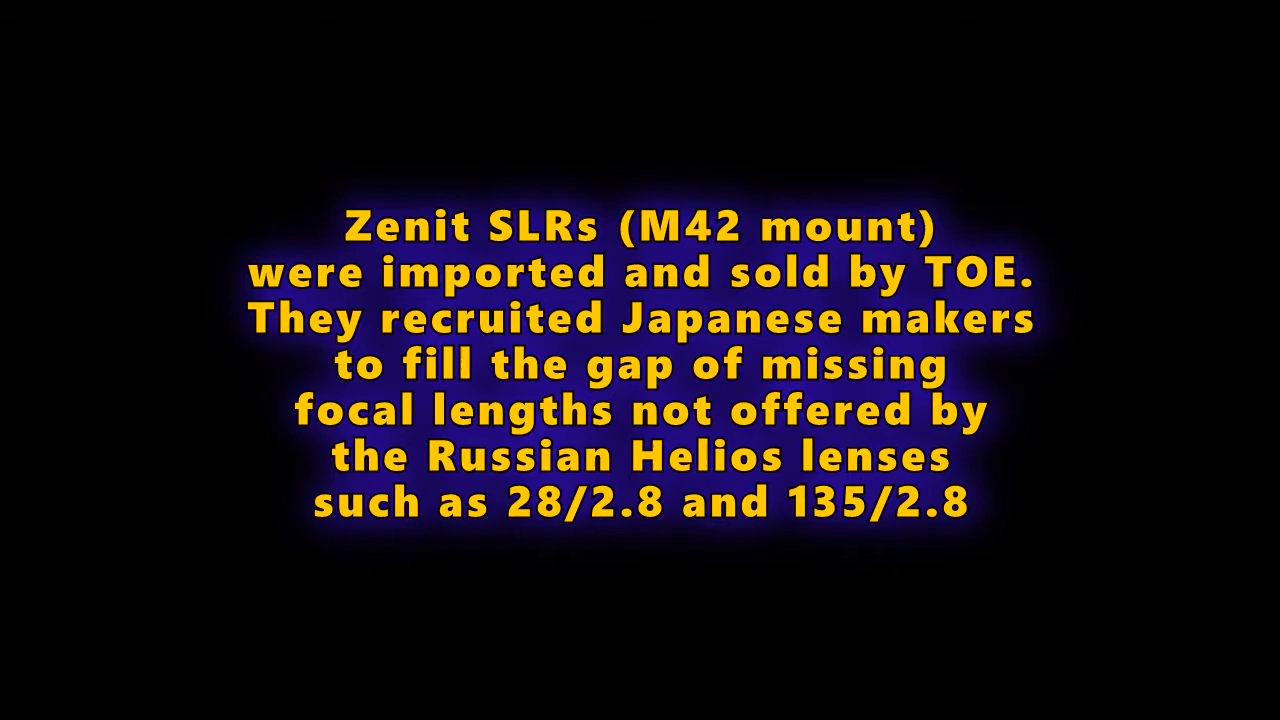 Zenit SLRs (M42 mount)
were imported and sold by TOE.
They recruited Japanese makers
to fill the gap of missing
focal lengths not offered by
the Russian Helios lenses
such as 28/2.8 and 135/2.8